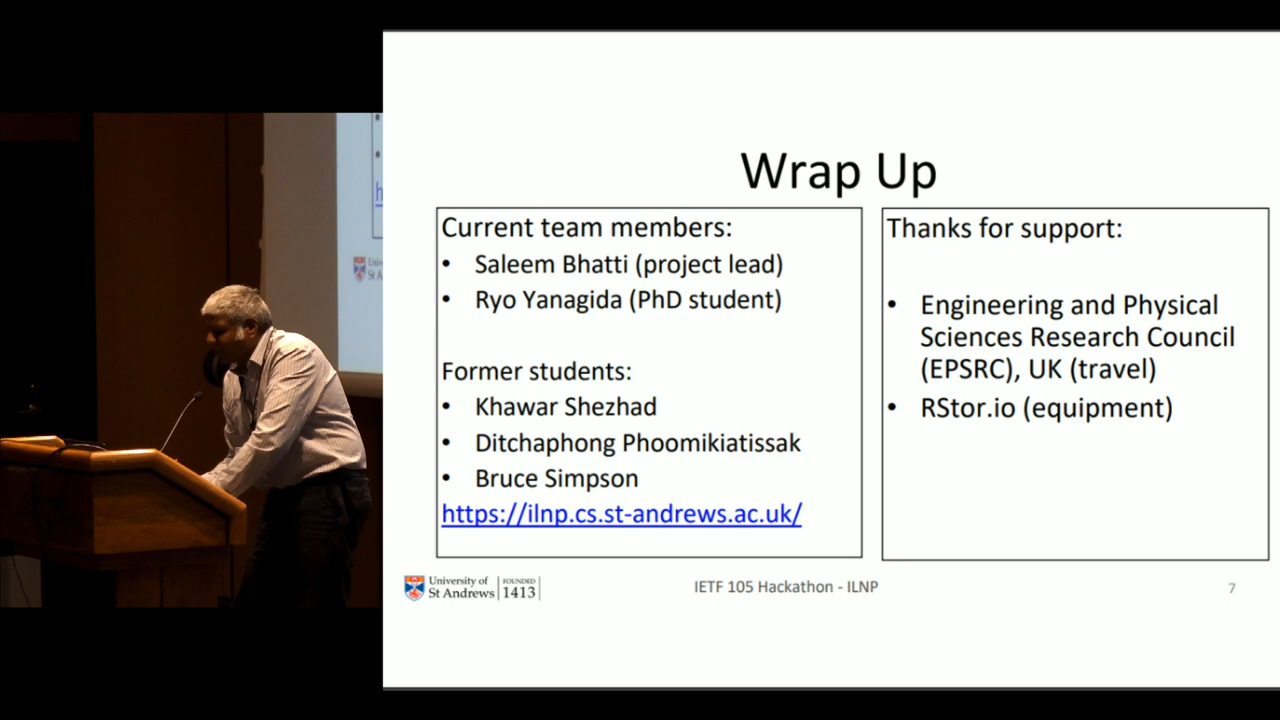 Wrap Up
Current team members:
• Saleem Bhatti (project lead)
• Ryo Yanagida (PhD student)
Former students:
• Khawar Shezhad
• Ditchaphong Phoomikiatissak
• Bruce Simpson
https://ilnp.cs.st-andrews.ac.uk/
Thanks for support:
• Engineering and Physical
Sciences Research Council
(EPSRC), UK (travel)
• RStor.io (equipment)
University of
St Andrews
FOUNDED
1413
IETF 105 Hackathon - ILNP
7